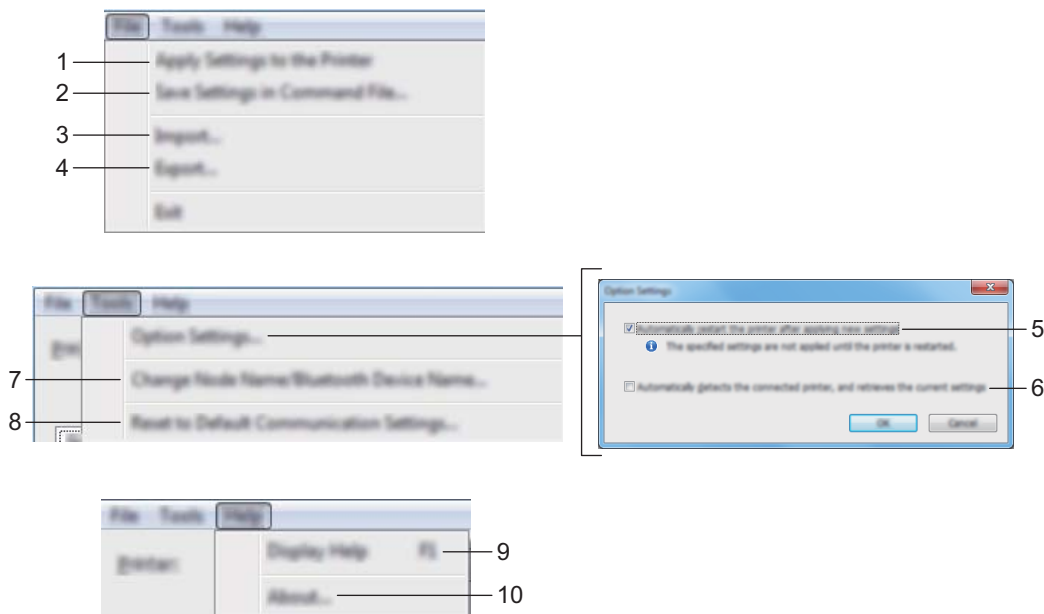 File Tools Help
1 Apply Settings to the Printer
2 Save Settings in Command File...
3 Import...
4 Export...
Exit
File Tools Help
Option Settings...
7 Change Node Name/Bluetooth Device Name...
8 Reset to Default Communication Settings...
Option Settings
Automatically restart the printer after applying new settings 5
The specified settings are not applied until the printer is restarted.
Automatically detects the connected printer, and retrieves the current settings 6
OK Cancel
File Tools Help
Printer:
Display Help F1 9
About... 10